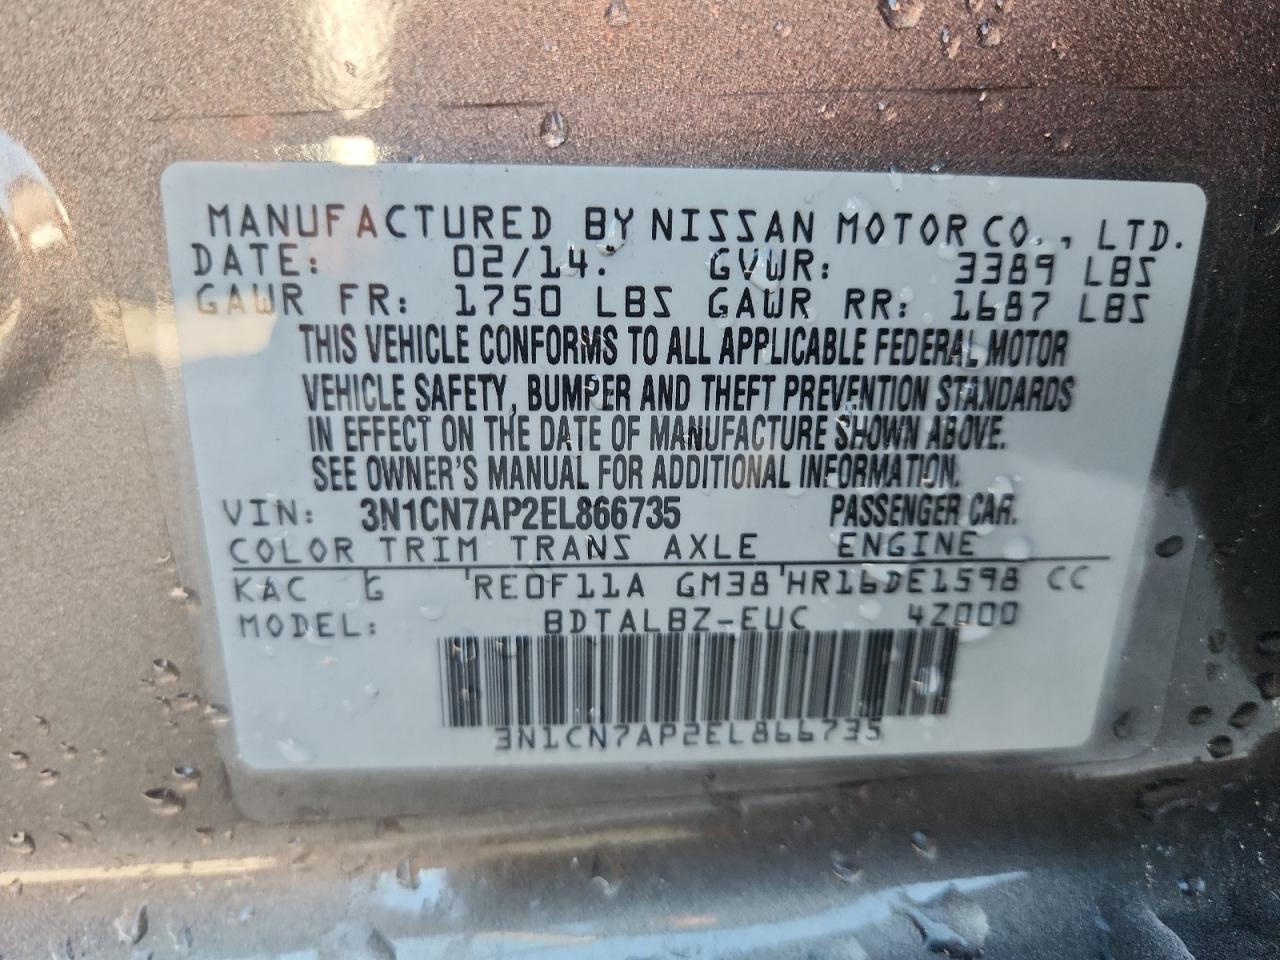 MANUFACTURED BY NISSAN MOTOR CO., LTD.
DATE: 02/14. GVWR: 3389 LBS
GAWR FR: 1750 LBS GAWR RR: 1687 LBS
THIS VEHICLE CONFORMS TO ALL APPLICABLE FEDERAL MOTOR
VEHICLE SAFETY, BUMPER AND THEFT PREVENTION STANDARDS
IN EFFECT ON THE DATE OF MANUFACTURE SHOWN ABOVE.
SEE OWNER'S MANUAL FOR ADDITIONAL INFORMATION.
VIN: 3N1CN7AP2EL866735 PASSENGER CAR.
COLOR TRIM TRANS AXLE ENGINE
KAC G RE0F11A GM38 HR16DE1598 CC
MODEL: BDTALBZ-EUC 4Z000
3N1CN7AP2EL866735